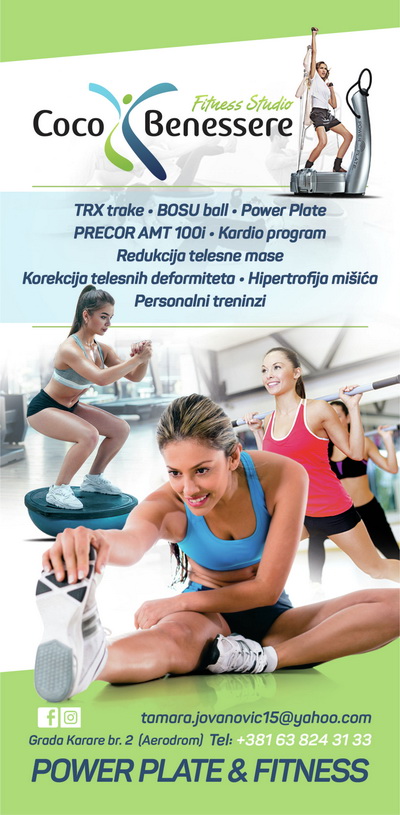 Fitness Studio
Coco Benessere
TRX trake • BOSU ball • Power Plate
PRECOR AMT 100i • Kardio program
Redukcija telesne mase
Korekcija telesnih deformiteta • Hipertrofija mišića
Personalni treninzi
tamara.jovanovic15@yahoo.com
Grada Karare br. 2 (Aerodrom) Tel: +381 63 824 31 33
POWER PLATE & FITNESS